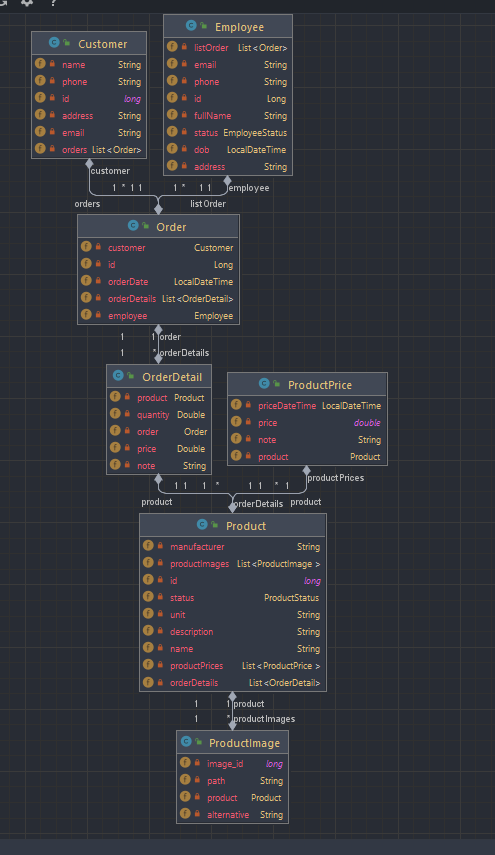 ?
Customer
name String
phone String
id long
address String
email String
orders List <Order>
Employee
listOrder List <Order>
email String
phone String
id Long
fullName String
status EmployeeStatus
dob LocalDateTime
address String
customer
employee
1 * 1 1
1 * 1 1
orders
listOrder
Order
customer Customer
id Long
orderDate LocalDateTime
orderDetails List <OrderDetail>
employee Employee
1 1 order
1 * orderDetails
OrderDetail
product Product
quantity Double
order Order
price Double
note String
ProductPrice
priceDateTime LocalDateTime
price double
note String
product Product
productPrices
1 1 1 *
1 1 * 1
product
orderDetails
product
Product
manufacturer String
productImages List <ProductImage >
id long
status ProductStatus
unit String
description String
name String
productPrices List <ProductPrice >
orderDetails List <OrderDetail>
1 1 product
1 * productImages
ProductImage
image_id long
path String
product Product
alternative String